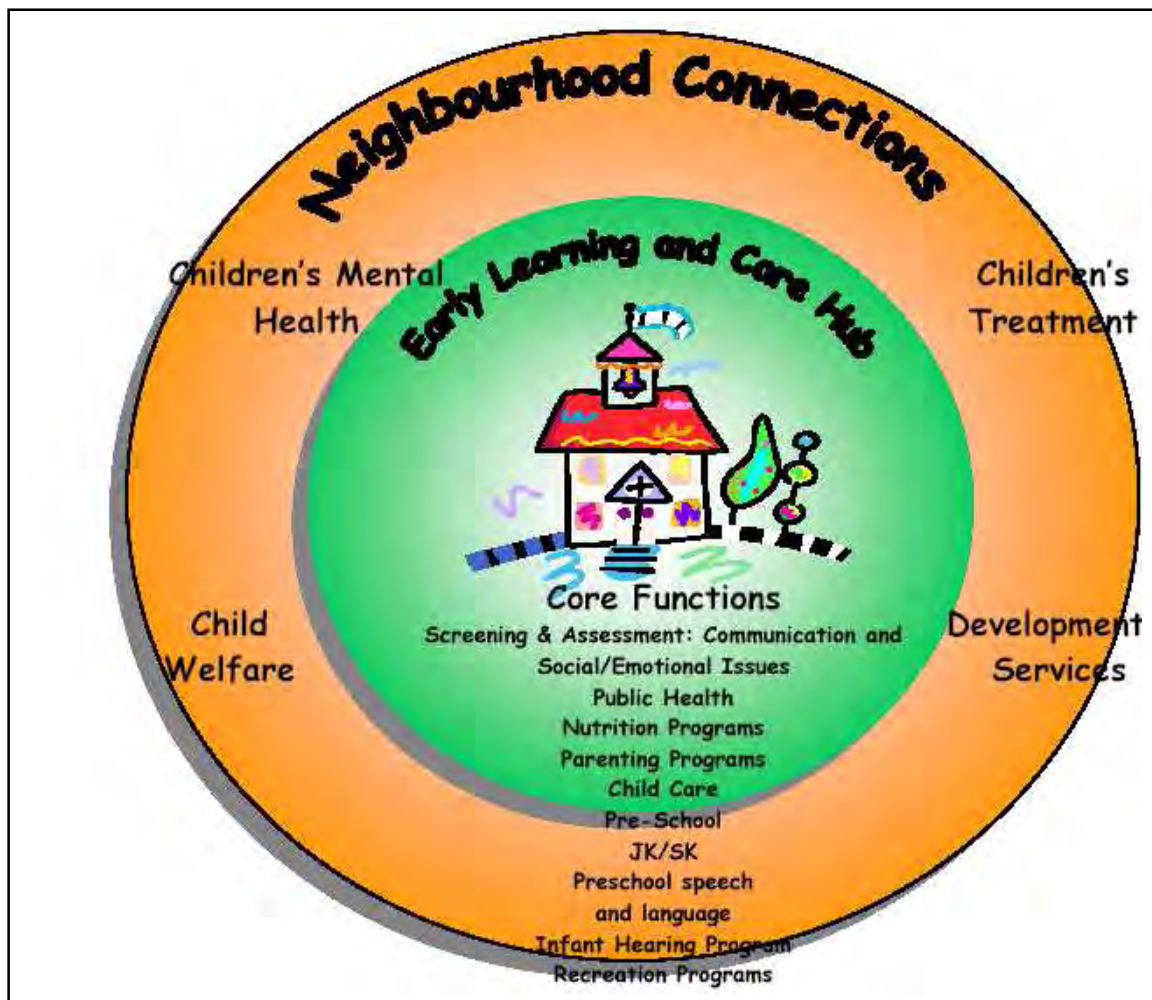 Neighbourhood Connections
Early Learning and Care Hub
Children's Mental
Health
Children's
Treatment
Child
Welfare
Development
Services
Core Functions
Screening & Assessment: Communication and
Social/Emotional Issues
Public Health
Nutrition Programs
Parenting Programs
Child Care
Pre-School
JK/SK
Preschool speech
and language
Infant Hearing Program
Recreation Programs